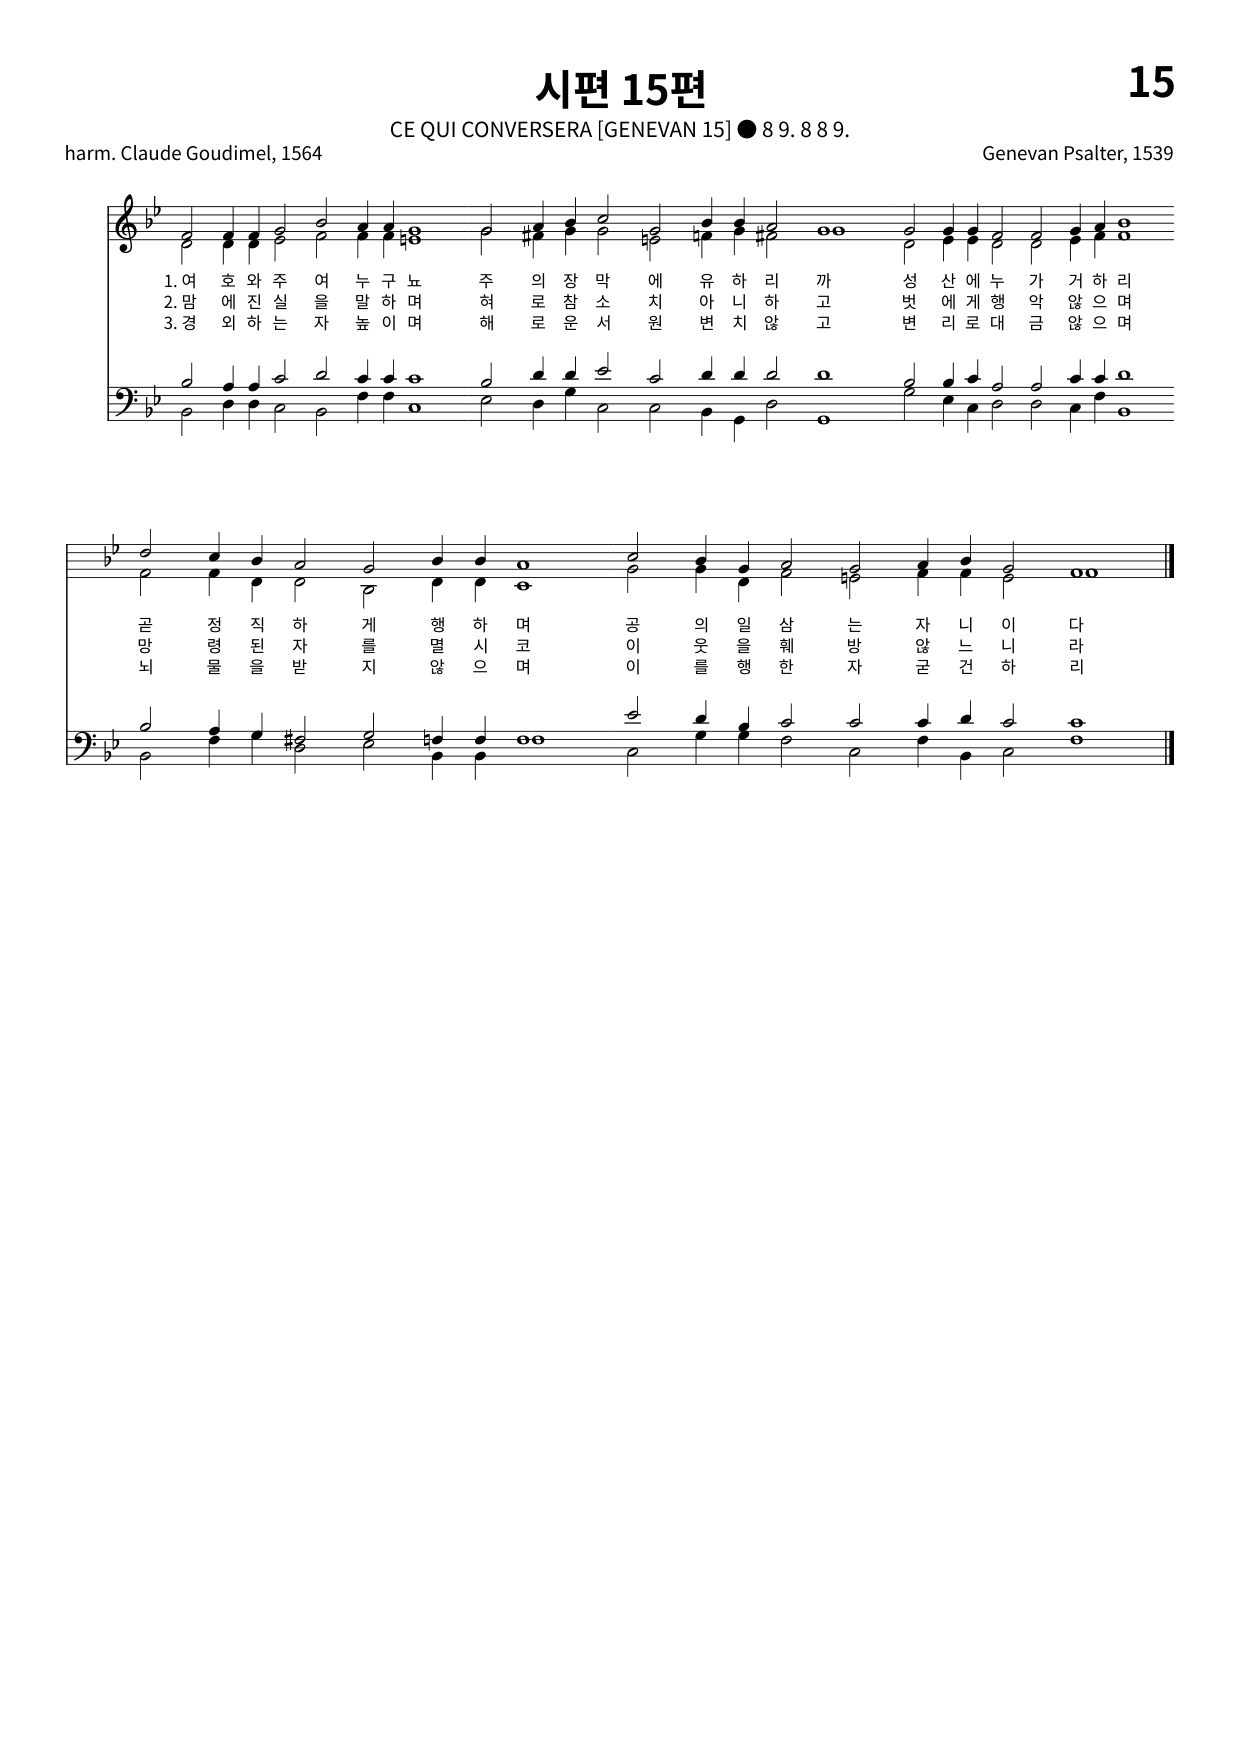 15
시편 15편
CE QUI CONVERSERA [GENEVAN 15] ● 8 9. 8 8 9.
harm. Claude Goudimel, 1564
Genevan Psalter, 1539
1. 여 호 와 주 여 누 구 뇨 주 의 장 막 에 유 하 리 까 성 산 에 누 가 거 하 리
2. 맘 에 진 실 을 말 하 며 혀 로 참 소 치 아 니 하 고 벗 에 게 행 악 않 으 며
3. 경 외 하 는 자 높 이 며 해 로 운 서 원 변 치 않 고 변 리 로 대 금 않 으 며
곧 정 직 하 게 행 하 며 공 의 일 삼 는 자 니 이 다
망 령 된 자 를 멸 시 코 이 웃 을 훼 방 않 느 니 라
뇌 물 을 받 지 않 으 며 이 를 행 한 자 굳 건 하 리